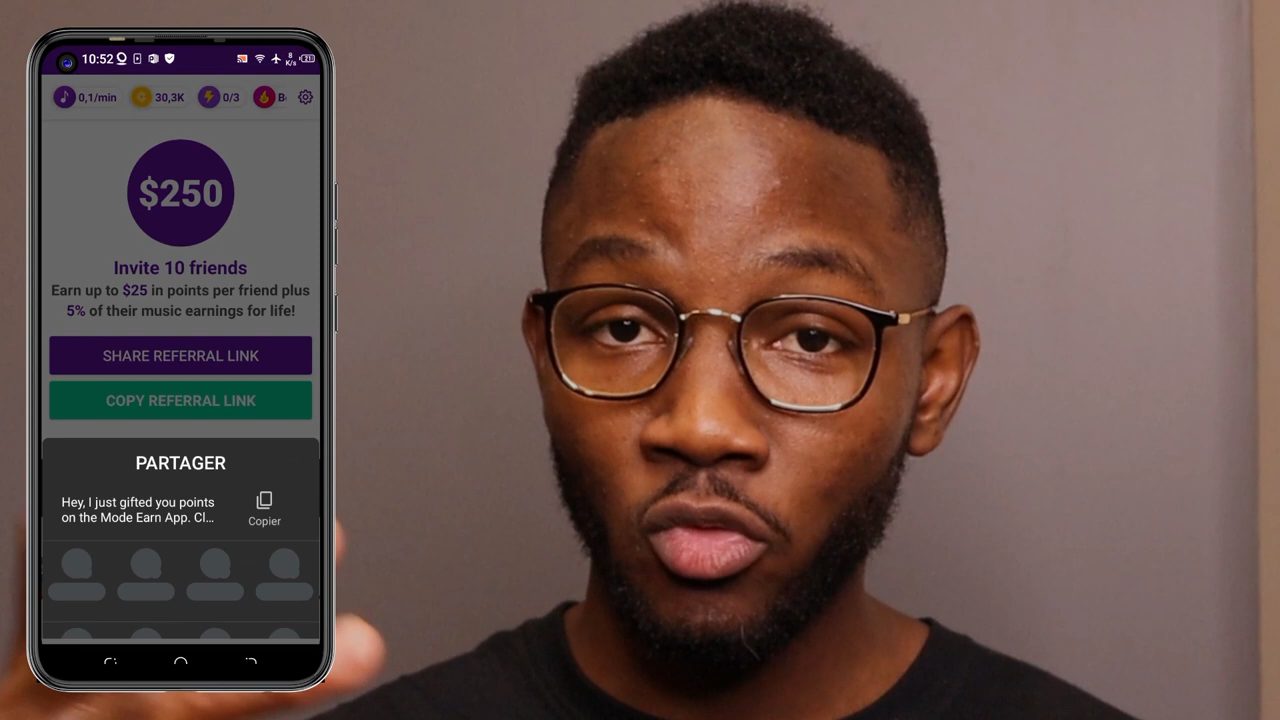 10:52
8
K/s
21
0,1/min
30,3K
0/3
B
$250
Invite 10 friends
Earn up to $25 in points per friend plus
5% of their music earnings for life!
SHARE REFERRAL LINK
COPY REFERRAL LINK
PARTAGER
Hey, I just gifted you points
on the Mode Earn App. Cl...
Copier